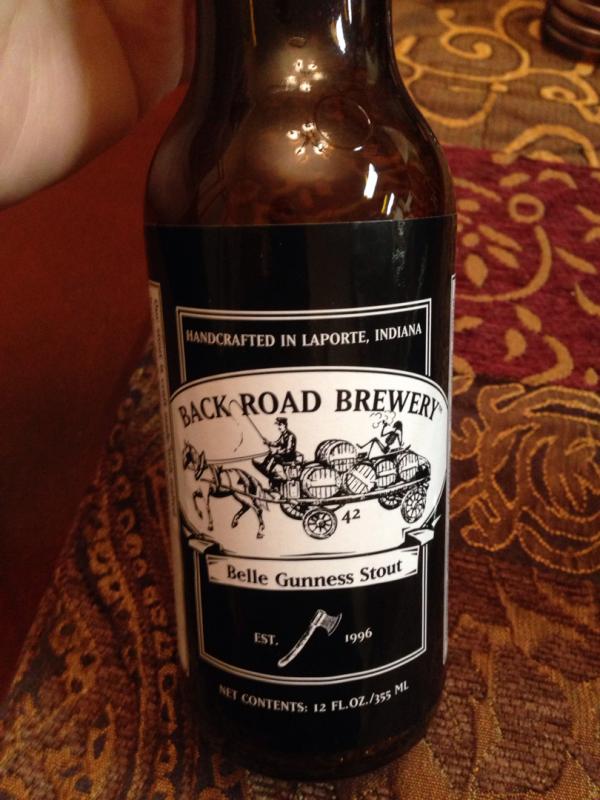 HANDCRAFTED IN LAPORTE, INDIANA
BACK ROAD BREWERY™
42
Belle Gunness Stout
EST. 1996
NET CONTENTS: 12 FL.OZ./355 ML